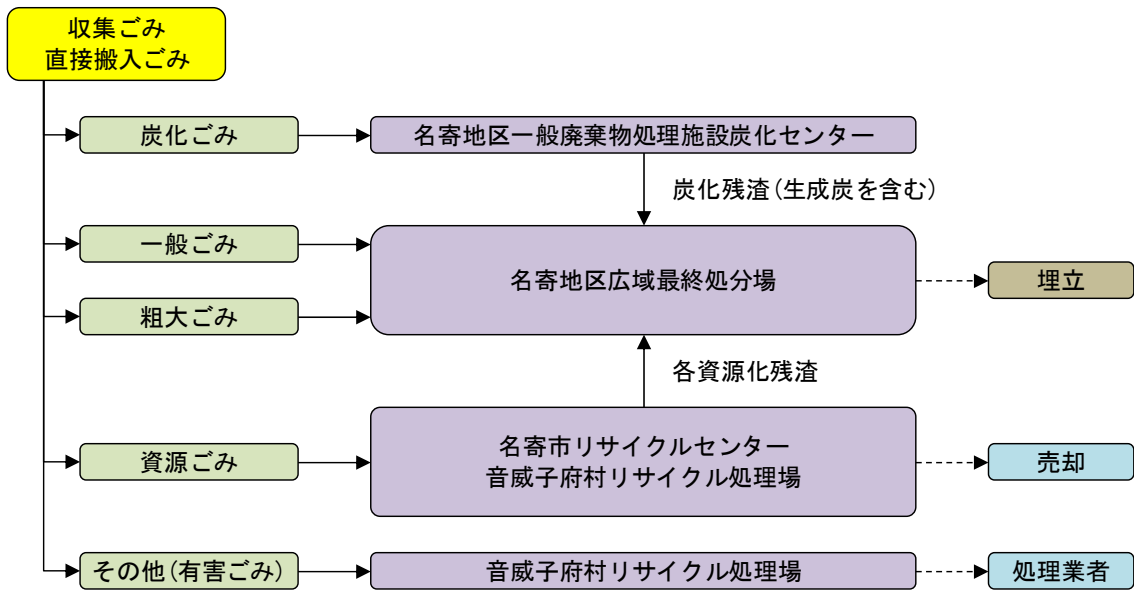 収集ごみ
直接搬入ごみ
炭化ごみ
名寄地区一般廃棄物処理施設炭化センター
炭化残渣(生成炭を含む)
一般ごみ
名寄地区広域最終処分場
埋立
粗大ごみ
各資源化残渣
資源ごみ
名寄市リサイクルセンター
音威子府村リサイクル処理場
売却
その他(有害ごみ)
音威子府村リサイクル処理場
処理業者